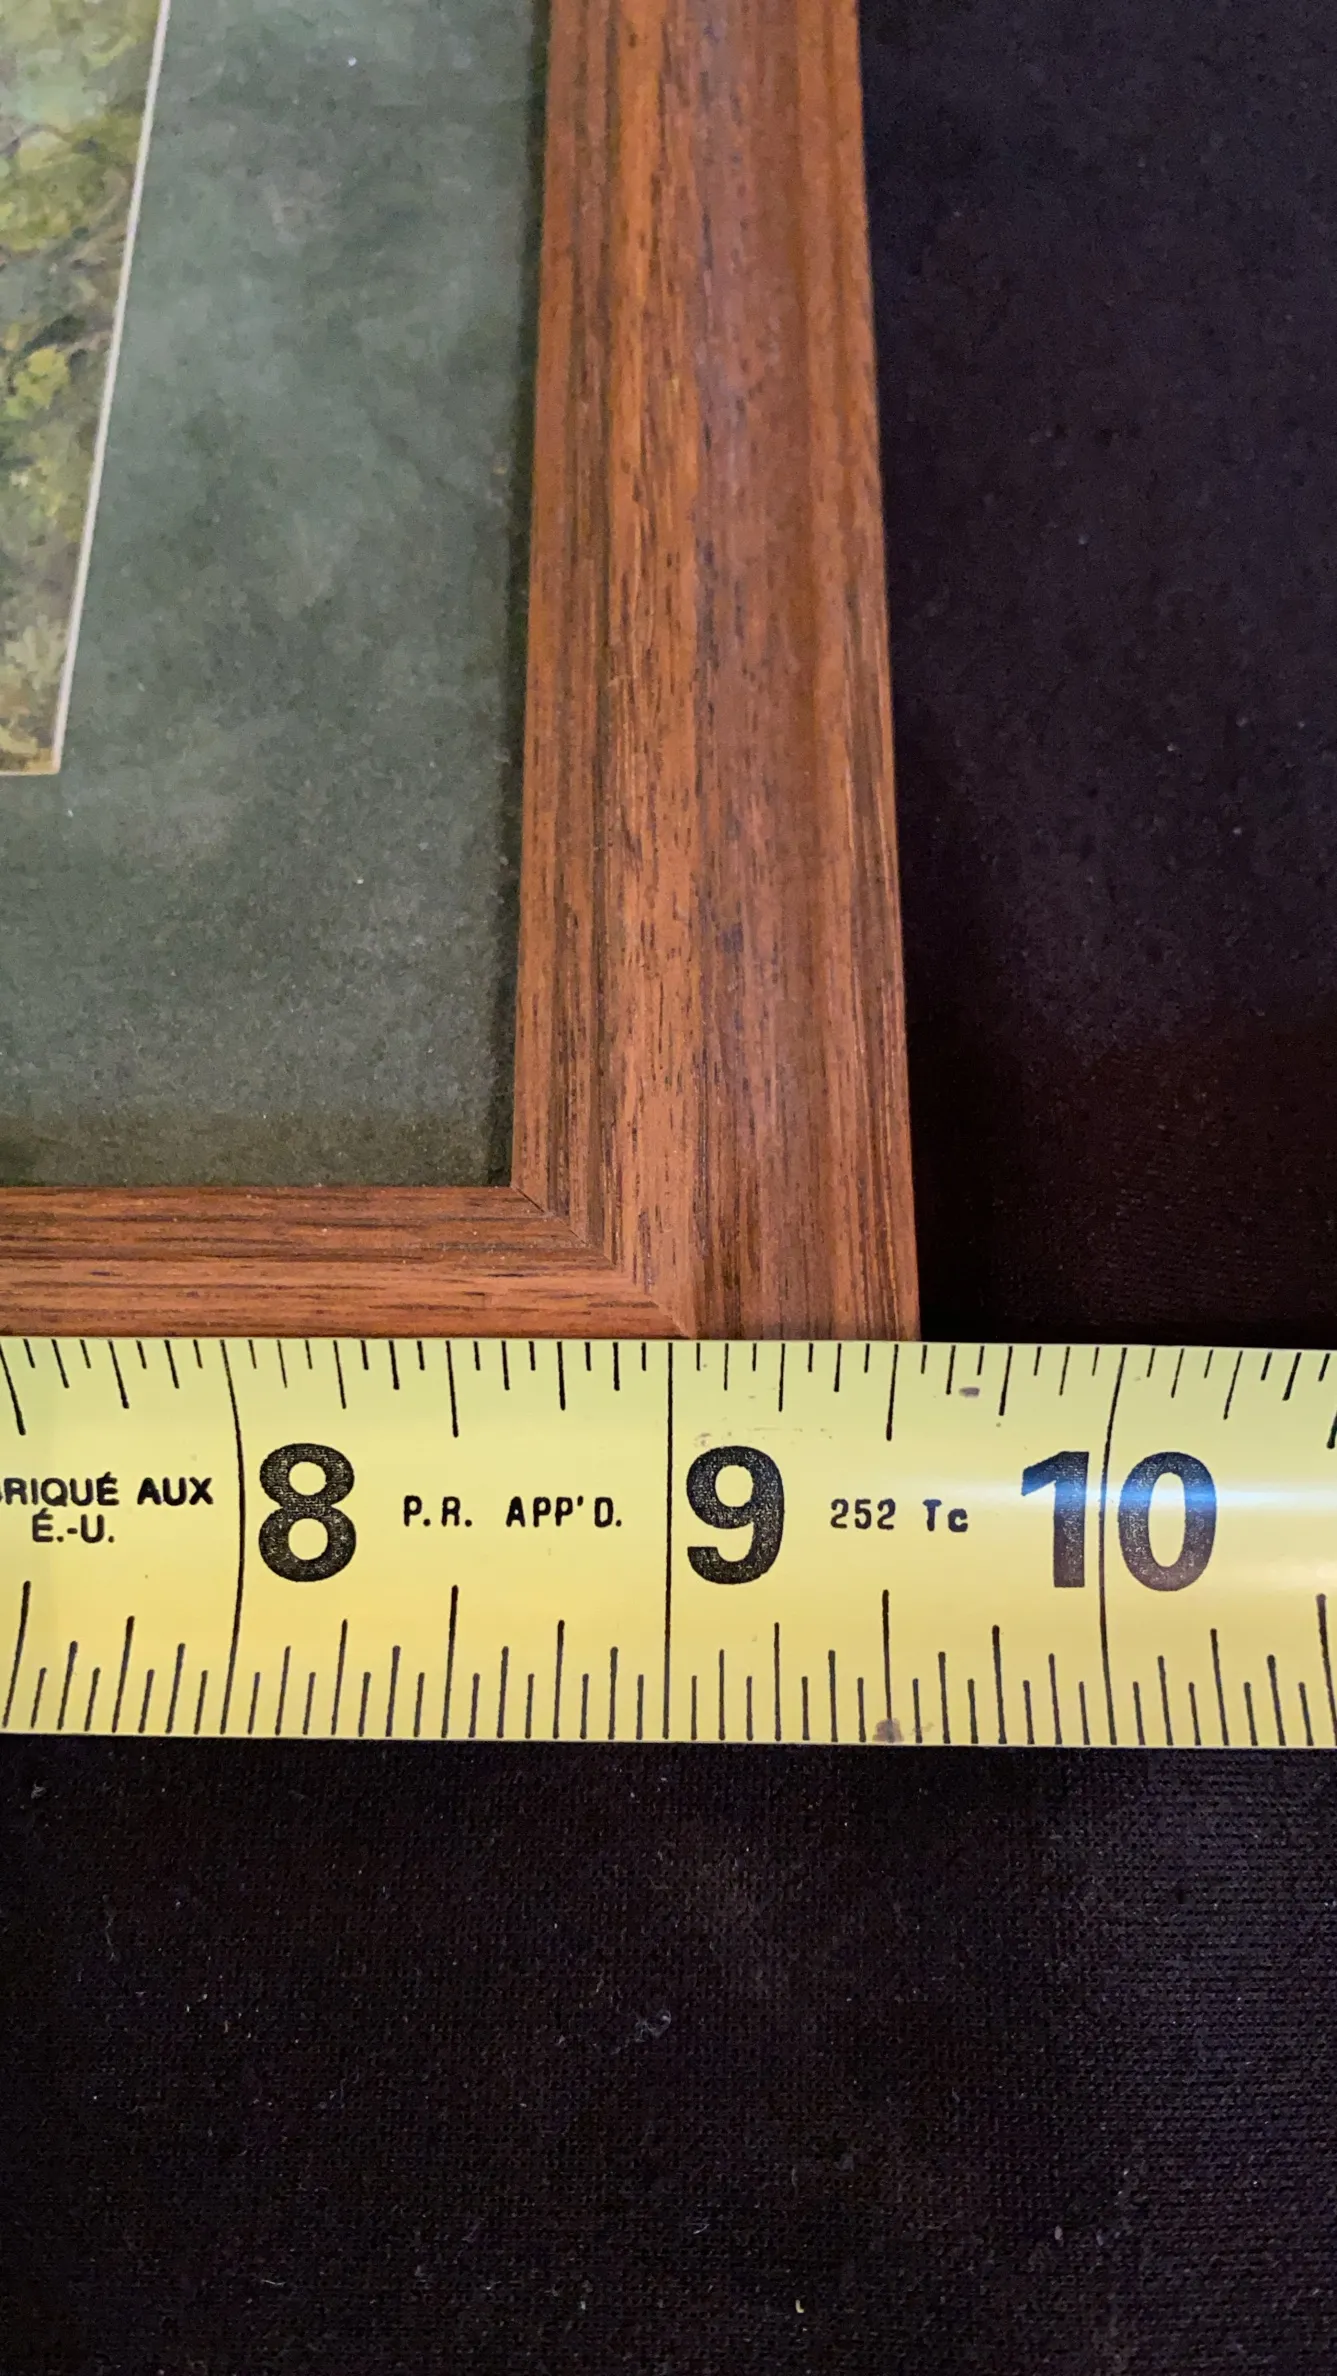 BRIQUÉ AUX
É.-U.
8
P.R. APP'D.
9
252 Tc
10